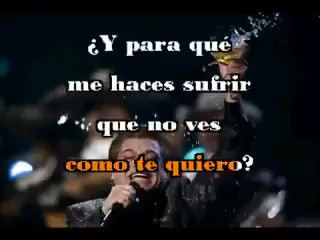 ¿Y para qué
me haces sufrir
que no ves
como te quiero?